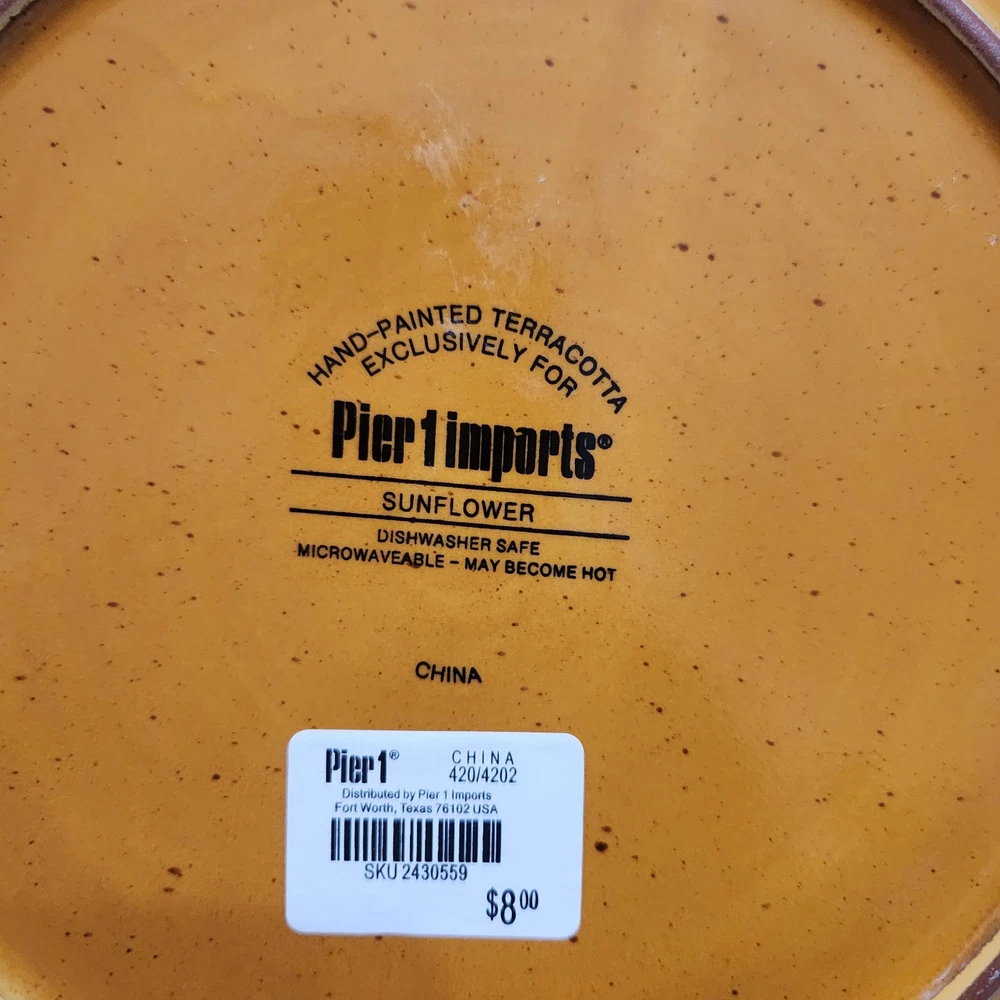 HAND-PAINTED TERRACOTTA
EXCLUSIVELY FOR
Pier 1 imports®
SUNFLOWER
DISHWASHER SAFE
MICROWAVEABLE - MAY BECOME HOT
CHINA
Pier 1® CHINA
420/4202
Distributed by Pier 1 Imports
Fort Worth, Texas 76102 USA
SKU 2430559
$8.00